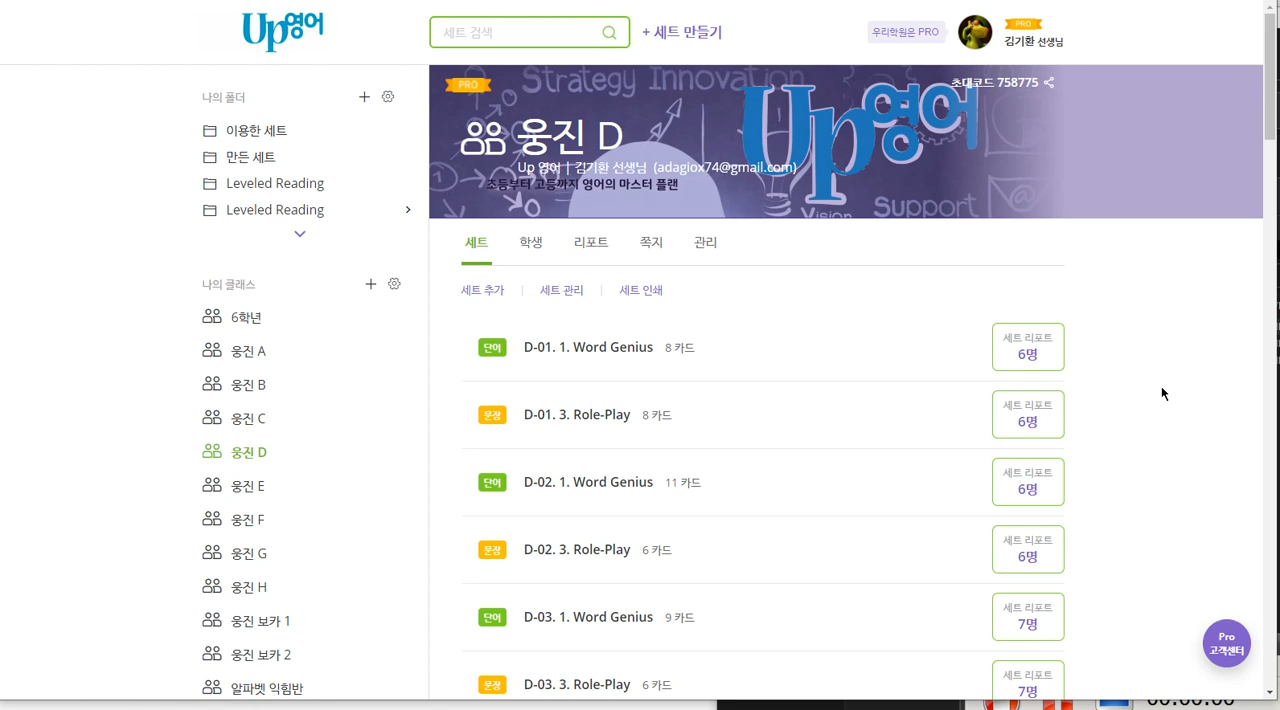 Up영어
세트 검색
+ 세트 만들기
우리학원은 PRO
PRO
김기환 선생님
나의 폴더
이용한 세트
만든 세트
Leveled Reading
Leveled Reading
나의 클래스
6학년
웅진 A
웅진 B
웅진 C
웅진 D
웅진 E
웅진 F
웅진 G
웅진 H
웅진 보카 1
웅진 보카 2
알파벳 익힘반
PRO
Strategy Innovation
초대코드 758775
Up영어
웅진 D
Up 영어 | 김기환 선생님 (adagiox74@gmail.com)
초등부터 고등까지 영어의 마스터 플랜
Vision
Support
세트 학생 리포트 쪽지 관리
세트 추가 | 세트 관리 | 세트 인쇄
단어 D-01. 1. Word Genius 8 카드
세트 리포트
6명
문장 D-01. 3. Role-Play 8 카드
세트 리포트
6명
단어 D-02. 1. Word Genius 11 카드
세트 리포트
6명
문장 D-02. 3. Role-Play 6 카드
세트 리포트
6명
단어 D-03. 1. Word Genius 9 카드
세트 리포트
7명
문장 D-03. 3. Role-Play 6 카드
세트 리포트
7명
Pro
고객센터